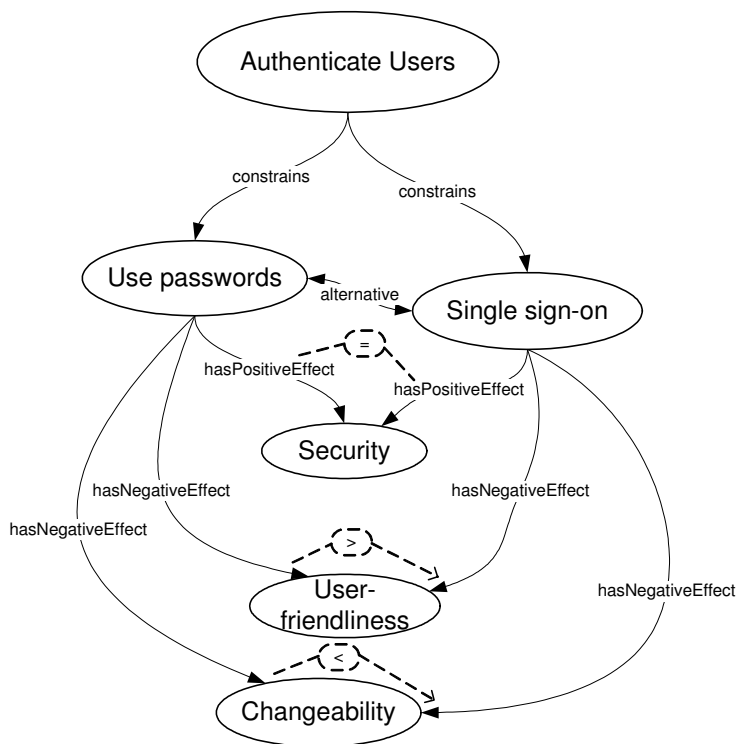 Authenticate Users
constrains
constrains
Use passwords
alternative
Single sign-on
=
hasPositiveEffect
hasPositiveEffect
Security
hasNegativeEffect
hasNegativeEffect
hasNegativeEffect
>
User-
friendliness
hasNegativeEffect
<
Changeability